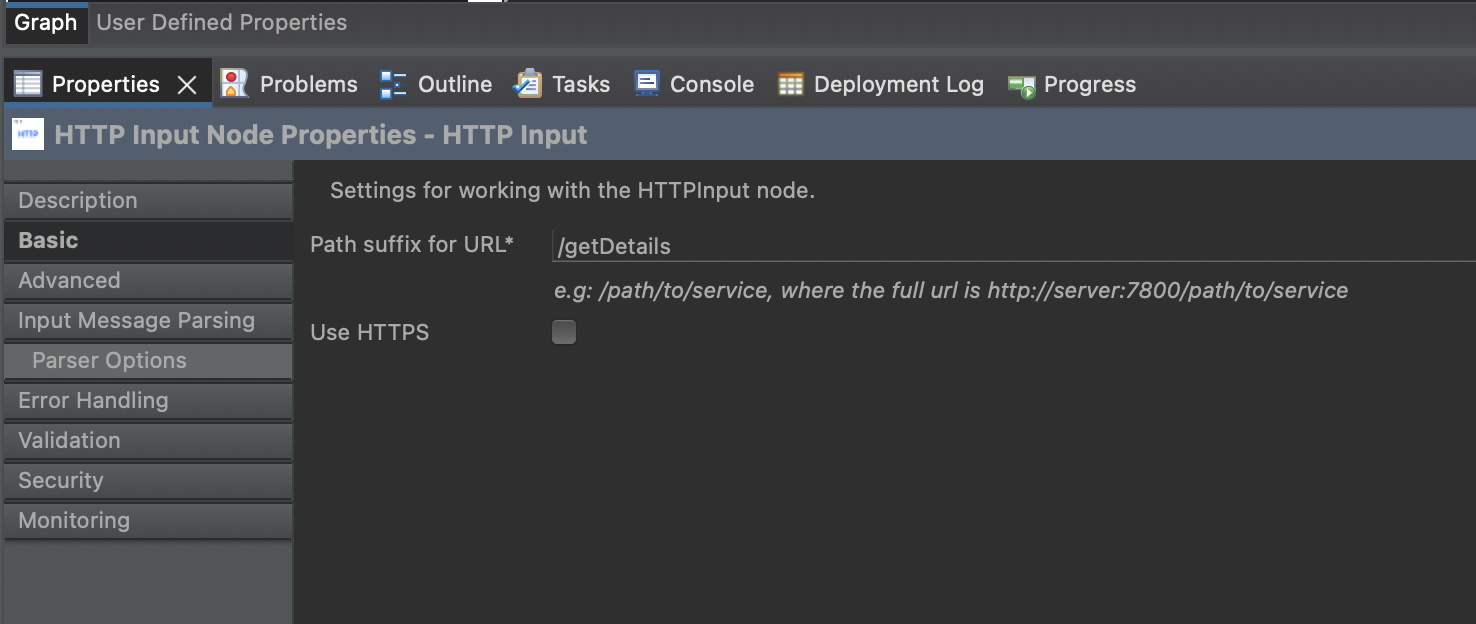 Graph User Defined Properties
Properties Problems Outline Tasks Console Deployment Log Progress
HTTP HTTP Input Node Properties - HTTP Input
Settings for working with the HTTPInput node.
Description
Basic
Advanced
Input Message Parsing
Parser Options
Error Handling
Validation
Security
Monitoring
Path suffix for URL* /getDetails
e.g: /path/to/service, where the full url is http://server:7800/path/to/service
Use HTTPS